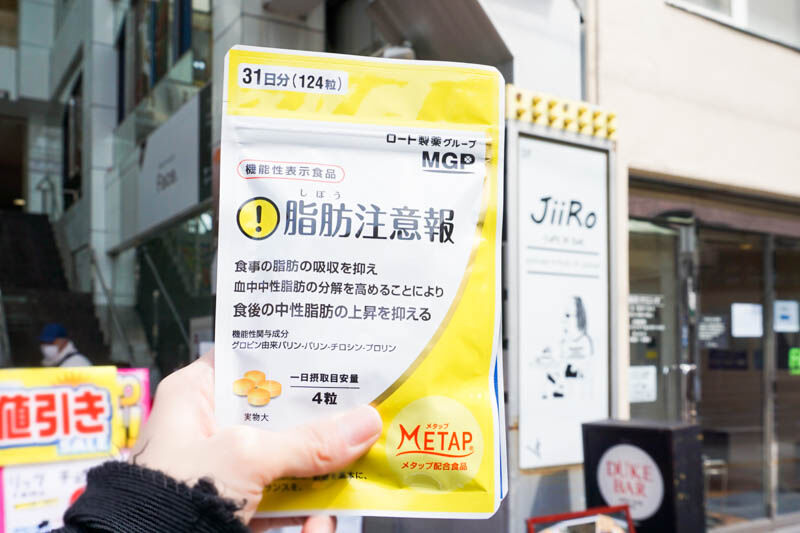 31日分(124粒)
ロート製薬グループ
MGP
機能性表示食品
しぼう
!脂肪注意報
食事の脂肪の吸収を抑え
血中中性脂肪の分解を高めることにより
食後の中性脂肪の上昇を抑える
機能性関与成分
グロビン由来バリン-バリン-チロシン-プロリン
一日摂取目安量
4粒
実物大
メタップ
METAP
メタップ配合食品
JiiRo
DUKE
BAR
値引き
リップ